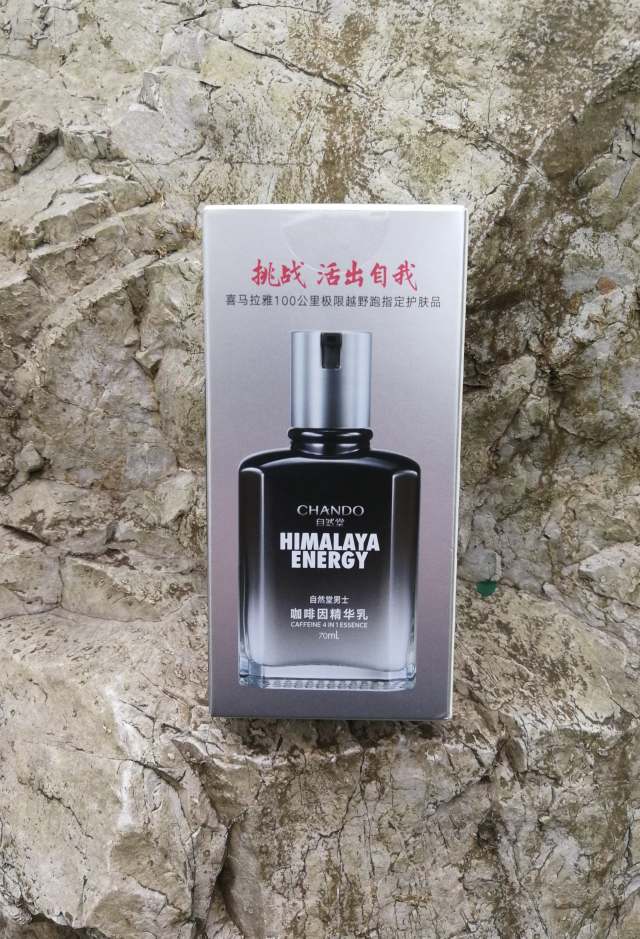 挑战 活出自我
喜马拉雅100公里极限越野跑指定护肤品
CHANDO
自然堂
HIMALAYA
ENERGY
自然堂男士
咖啡因精华乳
CAFFEINE 4 IN 1 ESSENCE
70mL